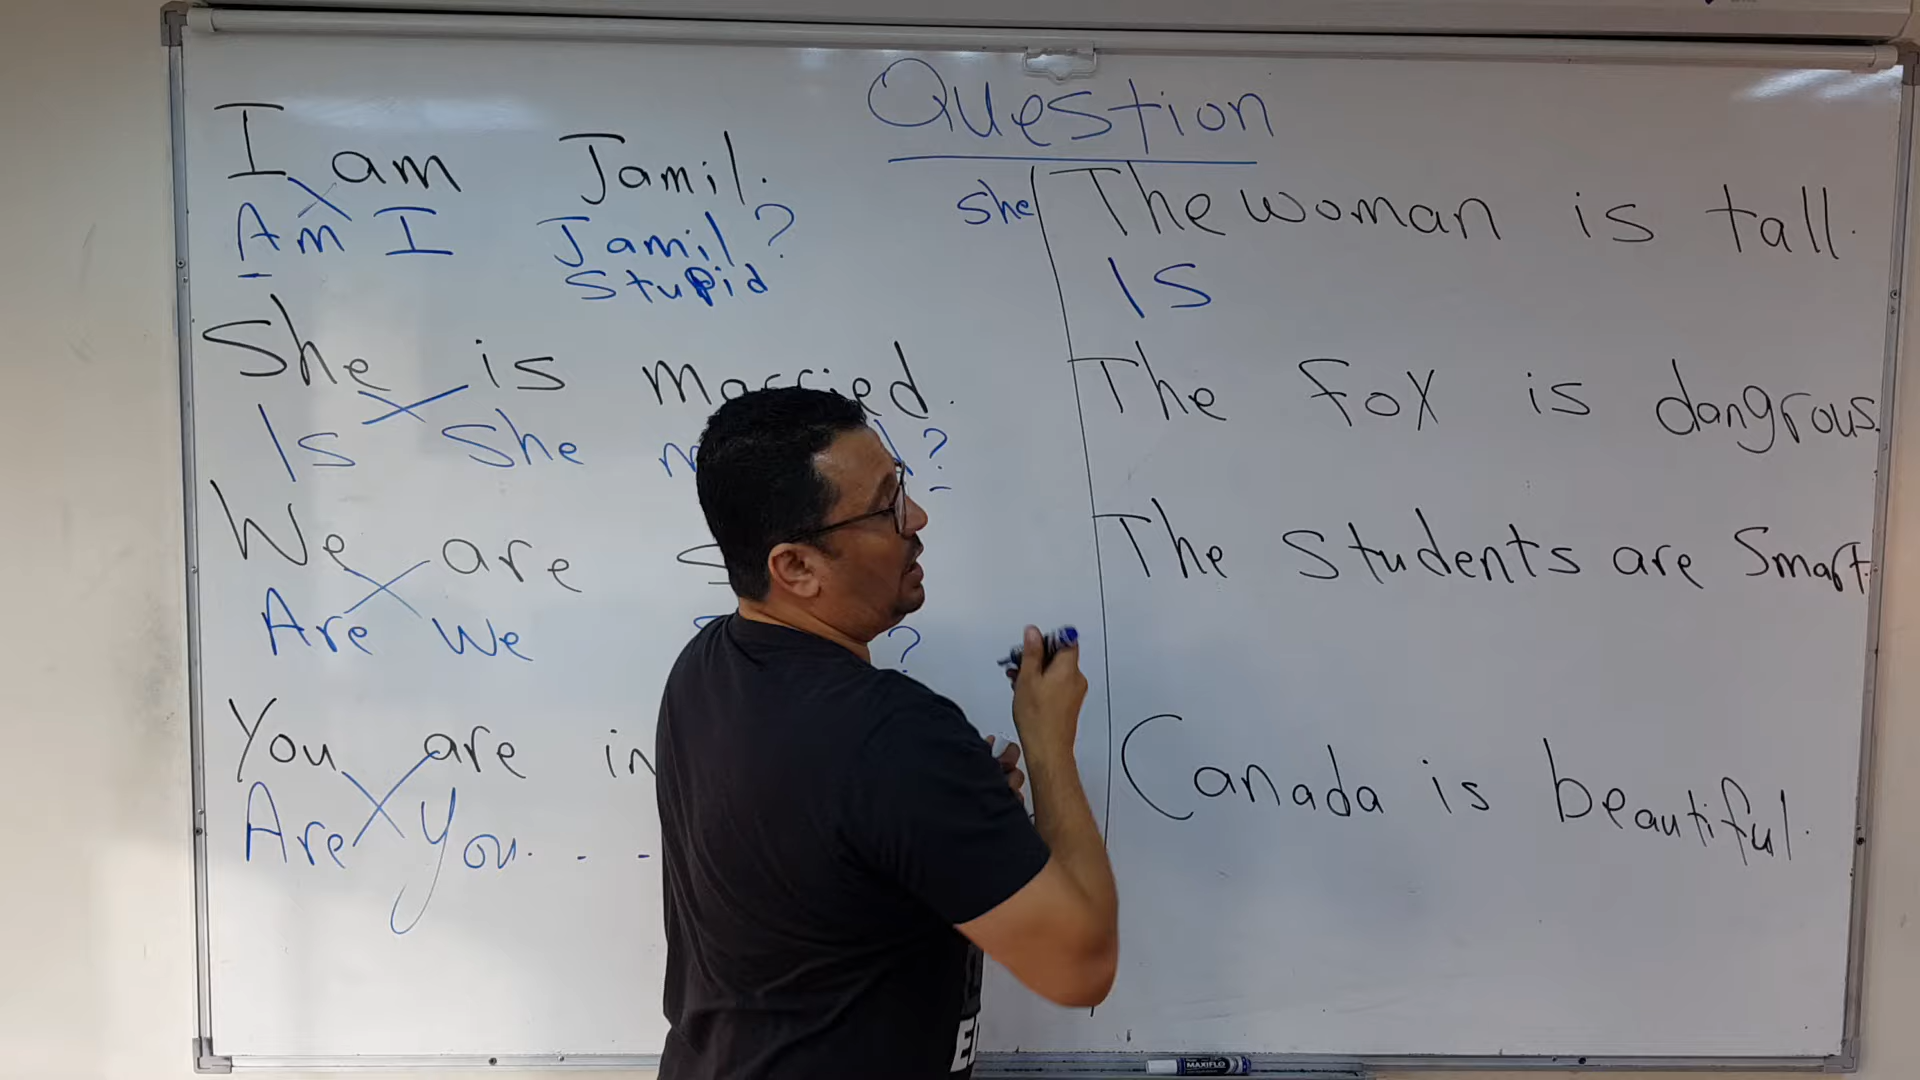 Question
I am Jamil.
Am I Jamil?
Stupid
She is married.
Is she ?
We are
Are we ?
You are
Are you. . -
she
The woman is tall.
Is
The Fox is dangrous.
The Students are Smart.
Canada is beautiful.
MAXIFLO